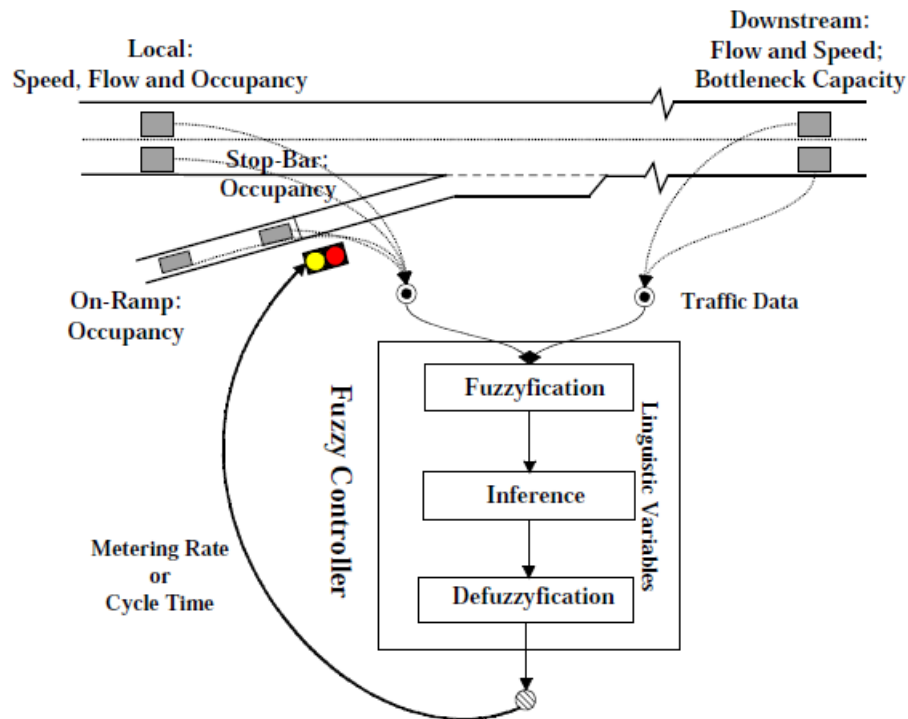 Local:
Speed, Flow and Occupancy
Downstream:
Flow and Speed;
Bottleneck Capacity
Stop-Bar:
Occupancy
On-Ramp:
Occupancy
Traffic Data
Fuzzy Controller
Fuzzyfication
Inference
Defuzzyfication
Linguistic Variables
Metering Rate
or
Cycle Time